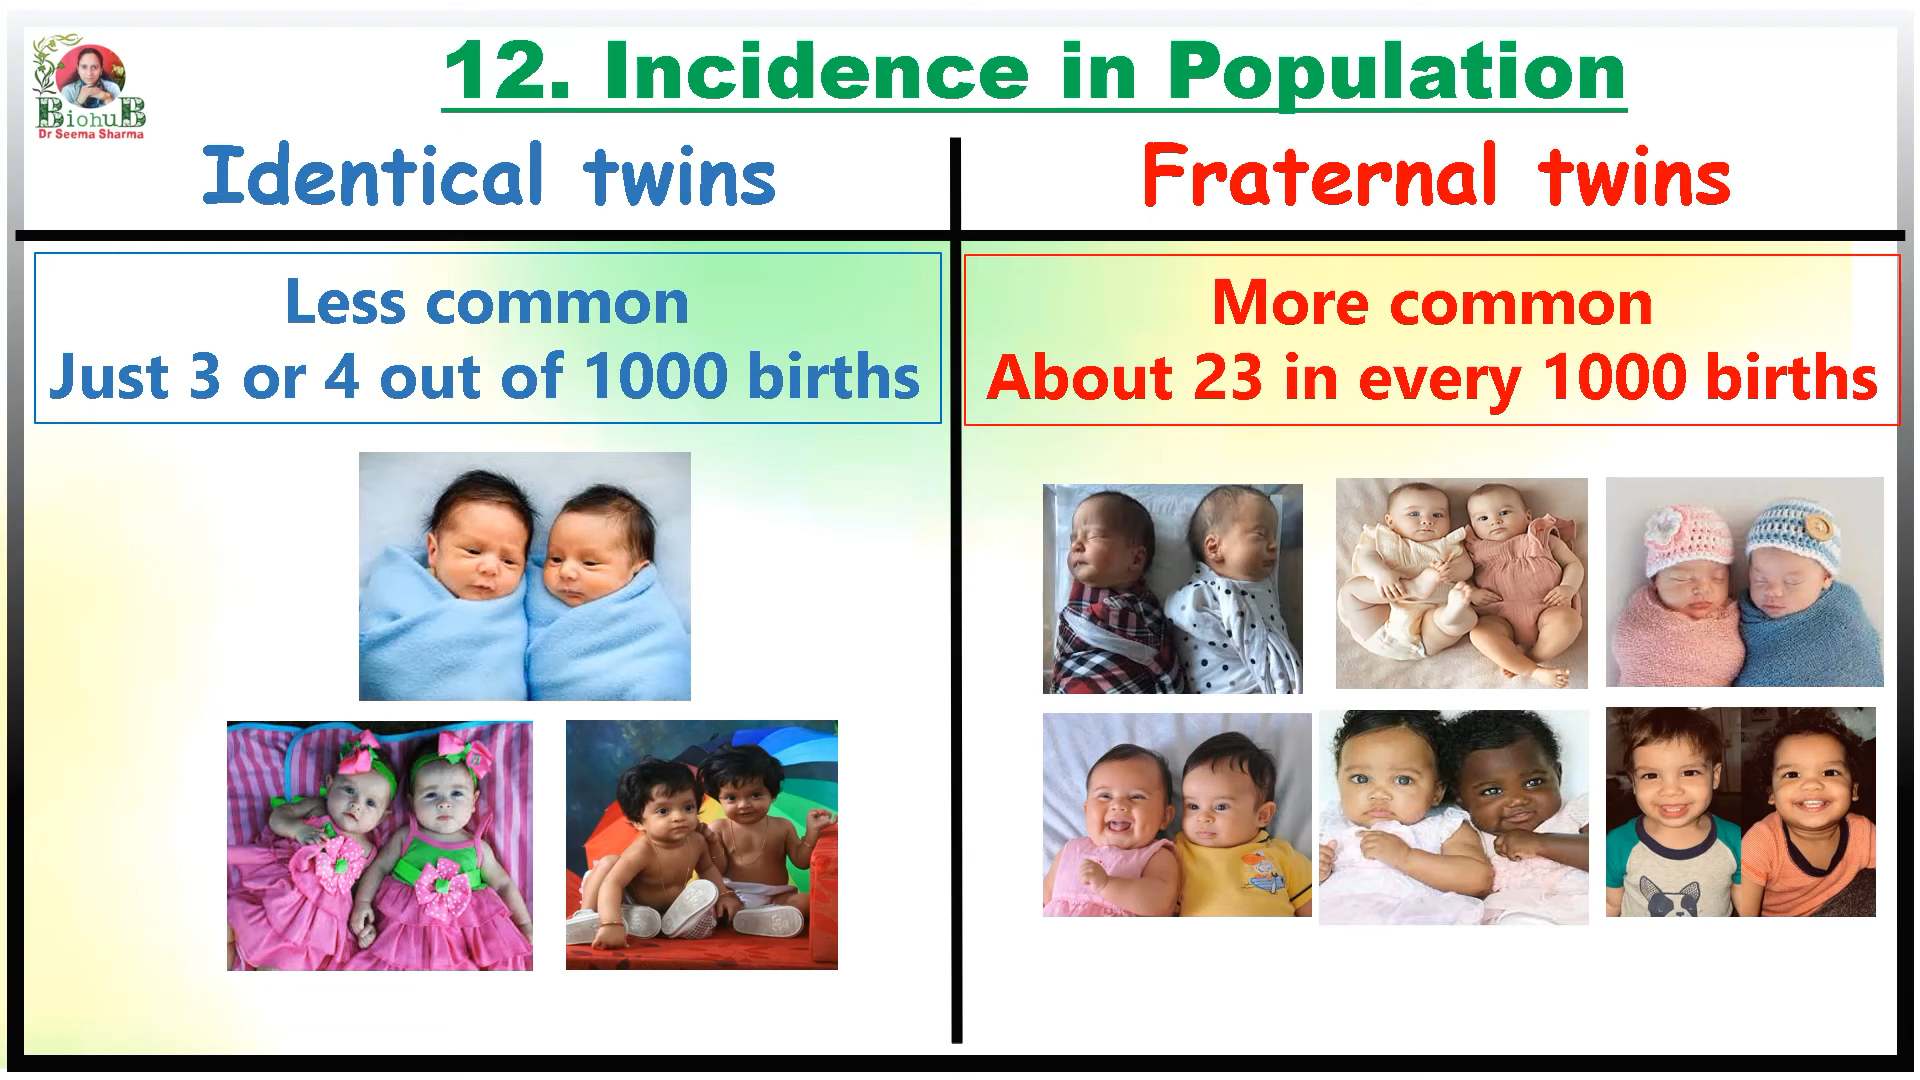 12. Incidence in Population
BiohuB
Dr Seema Sharma
Identical twins
Fraternal twins
Less common
Just 3 or 4 out of 1000 births
More common
About 23 in every 1000 births